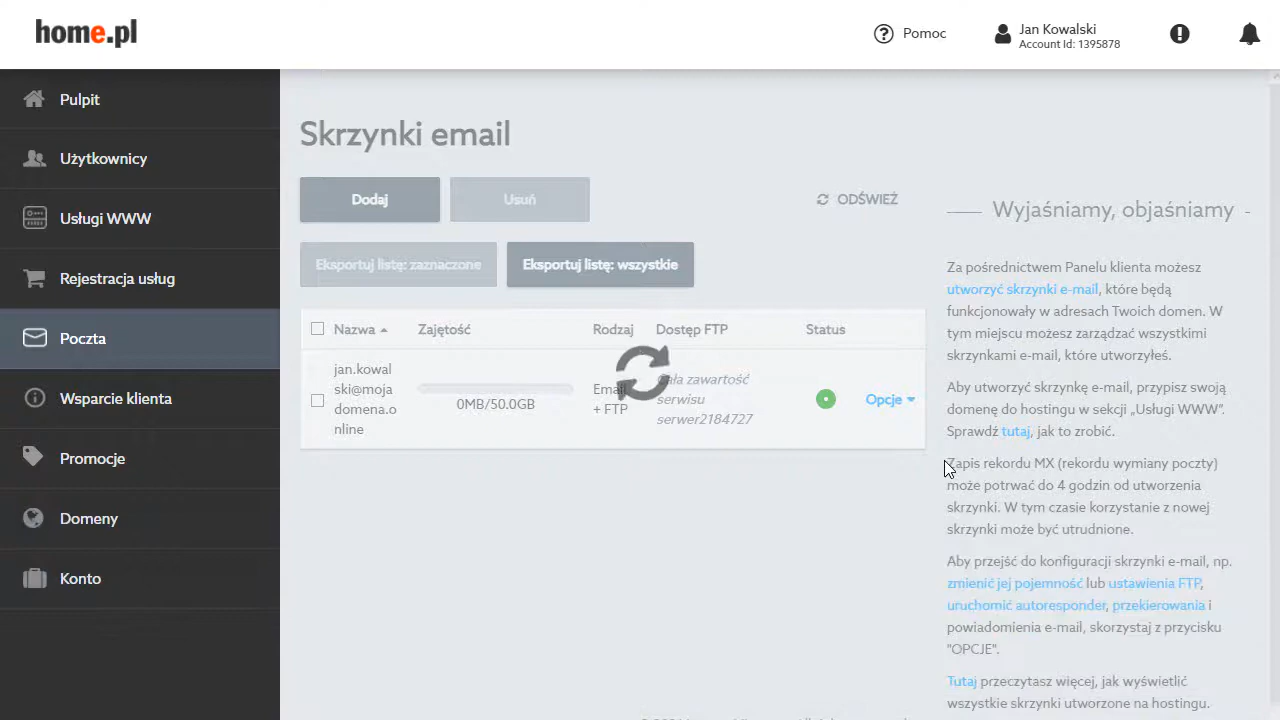 home.pl
Pomoc
Jan Kowalski
Account Id: 1395878
Pulpit
Użytkownicy
Usługi WWW
Rejestracja usług
Poczta
Wsparcie klienta
Promocje
Domeny
Konto
Skrzynki email
Dodaj
Usuń
ODŚWIEŻ
Eksportuj listę: zaznaczone
Eksportuj listę: wszystkie
Nazwa
Zajętość
Rodzaj
Dostęp FTP
Status
jan.kowal
ski@moja
domena.o
nline
0MB/50.0GB
Email
+ FTP
Cała zawartość
serwisu
serwer2184727
Opcje
Wyjaśniamy, objaśniamy
Za pośrednictwem Panelu klienta możesz
utworzyć skrzynki e-mail, które będą
funkcjonowały w adresach Twoich domen. W
tym miejscu możesz zarządzać wszystkimi
skrzynkami e-mail, które utworzyłeś.
Aby utworzyć skrzynkę e-mail, przypisz swoją
domenę do hostingu w sekcji „Usługi WWW”.
Sprawdź tutaj, jak to zrobić.
Zapis rekordu MX (rekordu wymiany poczty)
może potrwać do 4 godzin od utworzenia
skrzynki. W tym czasie korzystanie z nowej
skrzynki może być utrudnione.
Aby przejść do konfiguracji skrzynki e-mail, np.
zmienić jej pojemność lub ustawienia FTP,
uruchomić autoresponder, przekierowania i
powiadomienia e-mail, skorzystaj z przycisku
"OPCJE".
Tutaj przeczytasz więcej, jak wyświetlić
wszystkie skrzynki utworzone na hostingu.